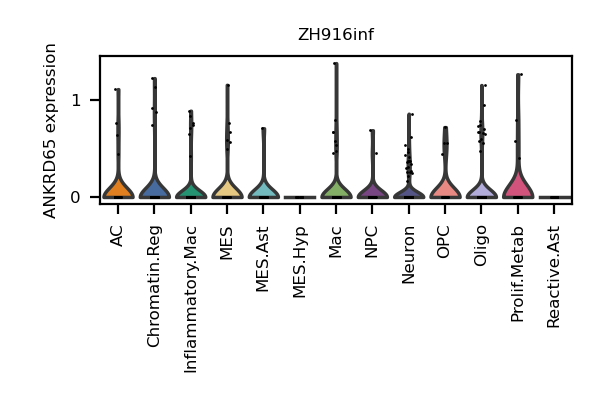 ZH916inf
ANKRD65 expression
1
0
AC
Chromatin.Reg
Inflammatory.Mac
MES
MES.Ast
MES.Hyp
Mac
NPC
Neuron
OPC
Oligo
Prolif.Metab
Reactive.Ast